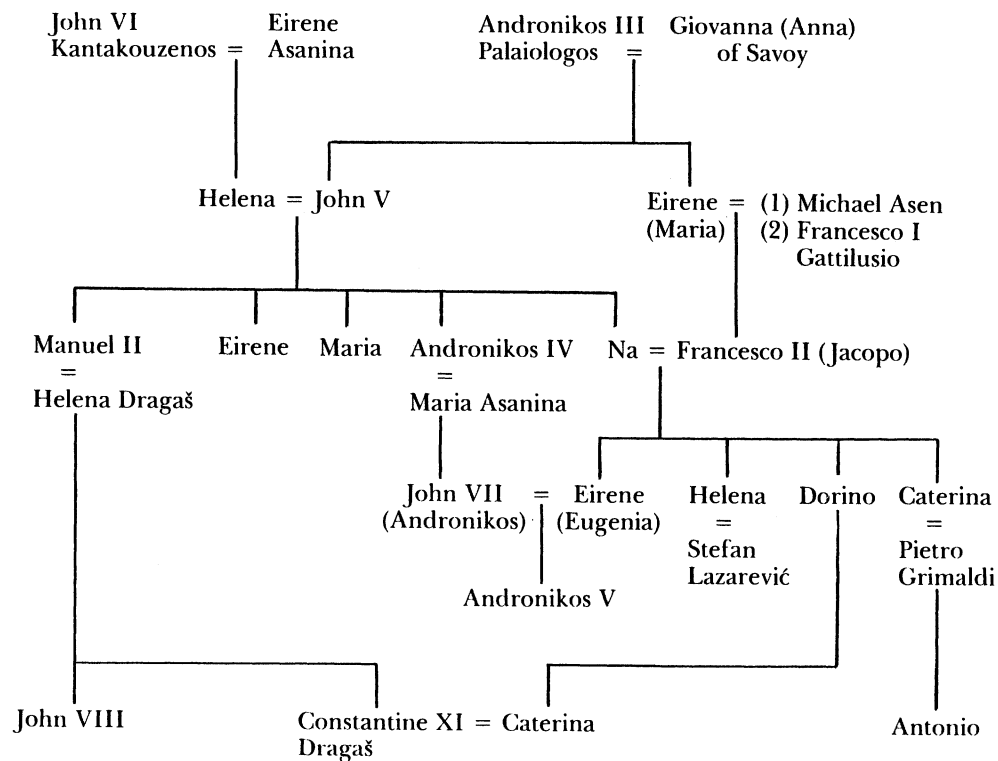 John VI
Kantakouzenos = Eirene Asanina
Andronikos III
Palaiologos = Giovanna (Anna)
of Savoy
Helena = John V
Eirene = (1) Michael Asen
(Maria) (2) Francesco I
Gattilusio
Manuel II
=
Helena Dragaš
Eirene
Maria
Andronikos IV
=
Maria Asanina
Na = Francesco II (Jacopo)
John VII = Eirene
(Andronikos) (Eugenia)
Helena
=
Stefan
Lazarević
Dorino
Caterina
=
Pietro
Grimaldi
Andronikos V
John VIII
Constantine XI = Caterina
Dragaš
Antonio